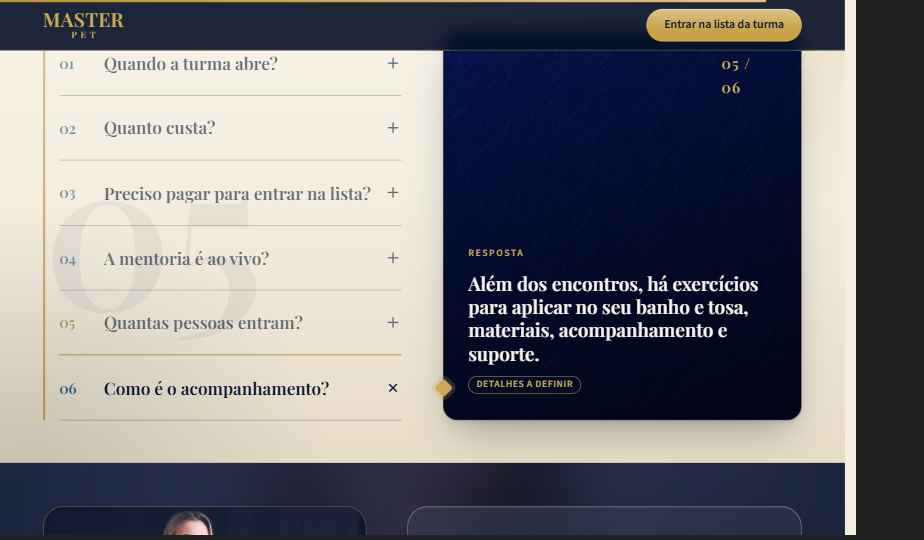 MASTER
PET
Entrar na lista da turma
01 Quando a turma abre? +
02 Quanto custa? +
03 Preciso pagar para entrar na lista? +
04 A mentoria é ao vivo? +
05 Quantas pessoas entram? +
06 Como é o acompanhamento? ×
05
05 /
06
RESPOSTA
Além dos encontros, há exercícios
para aplicar no seu banho e tosa,
materiais, acompanhamento e
suporte.
DETALHES A DEFINIR